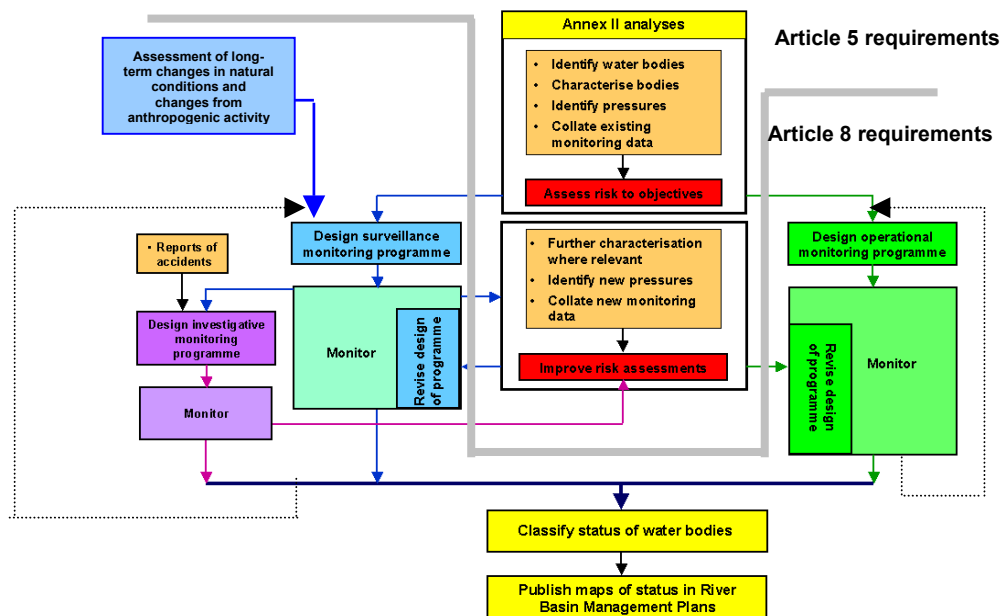 Annex II analyses
Article 5 requirements
Assessment of long-
term changes in natural
conditions and
changes from
anthropogenic activity
• Identify water bodies
• Characterise bodies
• Identify pressures
• Collate existing
monitoring data
Article 8 requirements
Assess risk to objectives
Design surveillance
monitoring programme
• Further characterisation
where relevant
• Identify new pressures
• Collate new monitoring
data
Design operational
monitoring programme
• Reports of
accidents
Design investigative
monitoring
programme
Monitor
Revise design
of programme
Improve risk assessments
Revise design
of programme
Monitor
Monitor
Classify status of water bodies
Publish maps of status in River
Basin Management Plans